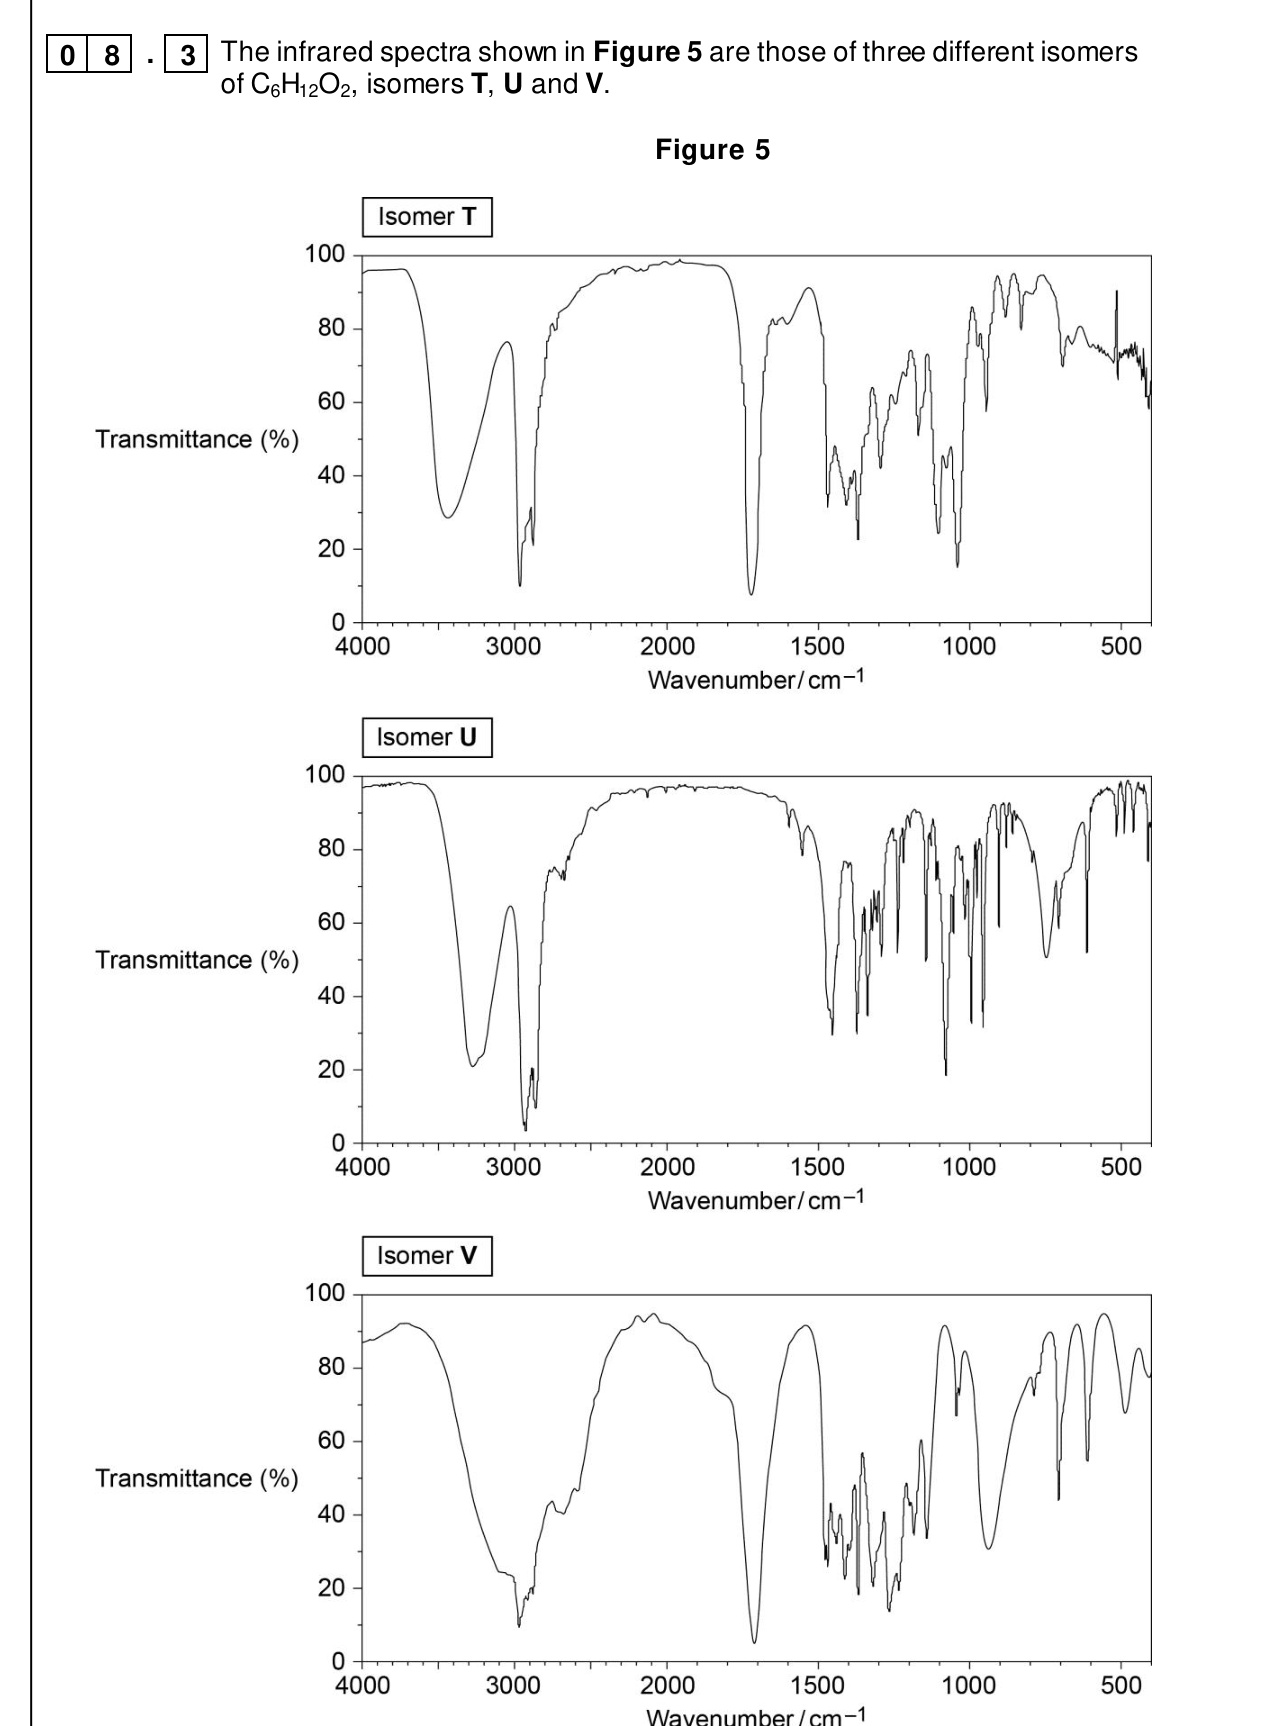 0 8 . 3 The infrared spectra shown in Figure 5 are those of three different isomers
of C₆H₁₂O₂, isomers T, U and V.
Figure 5
Isomer T
100
80
60
Transmittance (%)
40
20
0
4000 3000 2000 1500 1000 500
Wavenumber/cm⁻¹
Isomer U
100
80
60
Transmittance (%)
40
20
0
4000 3000 2000 1500 1000 500
Wavenumber/cm⁻¹
Isomer V
100
80
60
Transmittance (%)
40
20
0
4000 3000 2000 1500 1000 500
Wavenumber/cm⁻¹